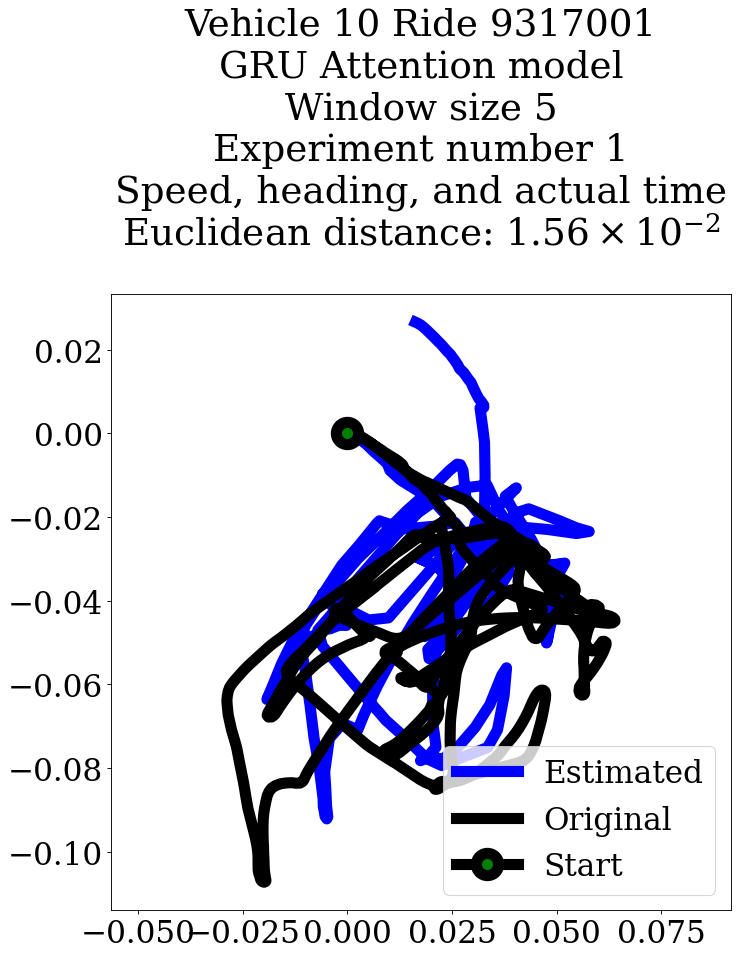 Vehicle 10 Ride 9317001
GRU Attention model
Window size 5
Experiment number 1
Speed, heading, and actual time
Euclidean distance: 1.56 × 10⁻²
0.02
0.00
−0.02
−0.04
−0.06
−0.08
−0.10
Estimated
Original
Start
−0.050 −0.025 0.000 0.025 0.050 0.075